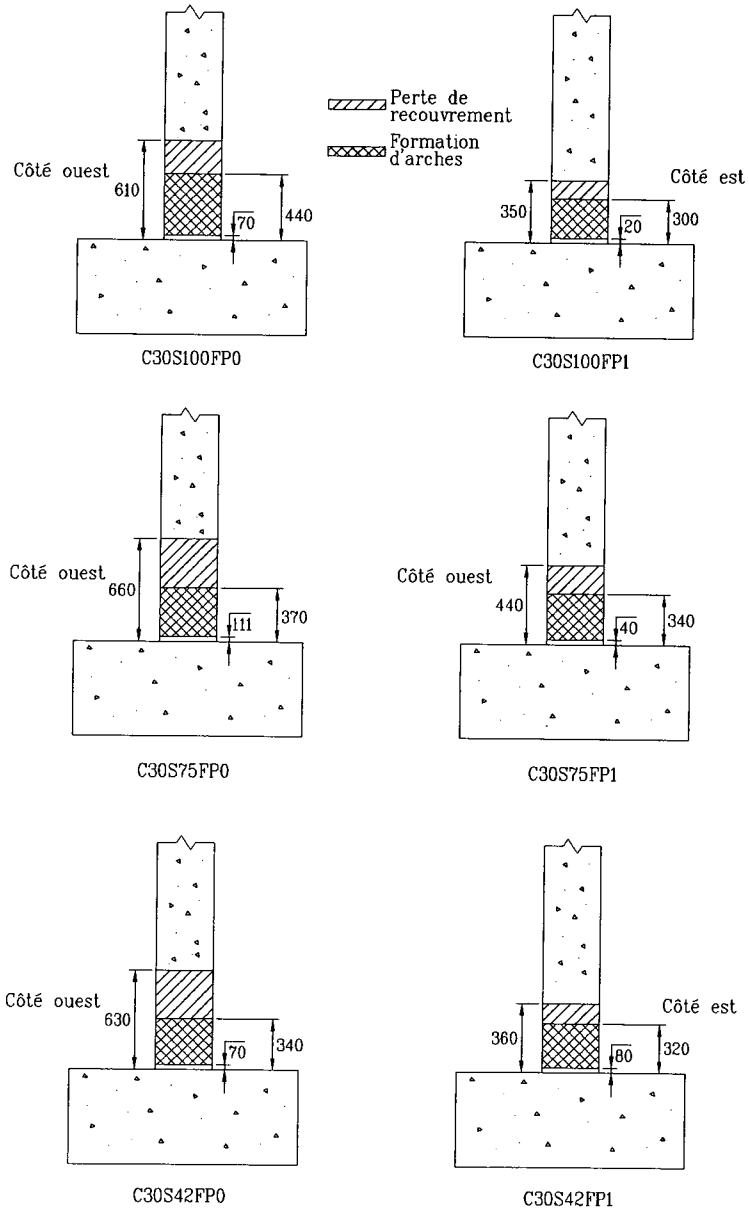 Perte de
recouvrement
Formation
d'arches
Côté ouest
610
70
440
C30S100FP0
Côté est
350
20
300
C30S100FP1
Côté ouest
660
111
370
C30S75FP0
Côté ouest
440
40
340
C30S75FP1
Côté ouest
630
70
340
C30S42FP0
Côté est
360
80
320
C30S42FP1